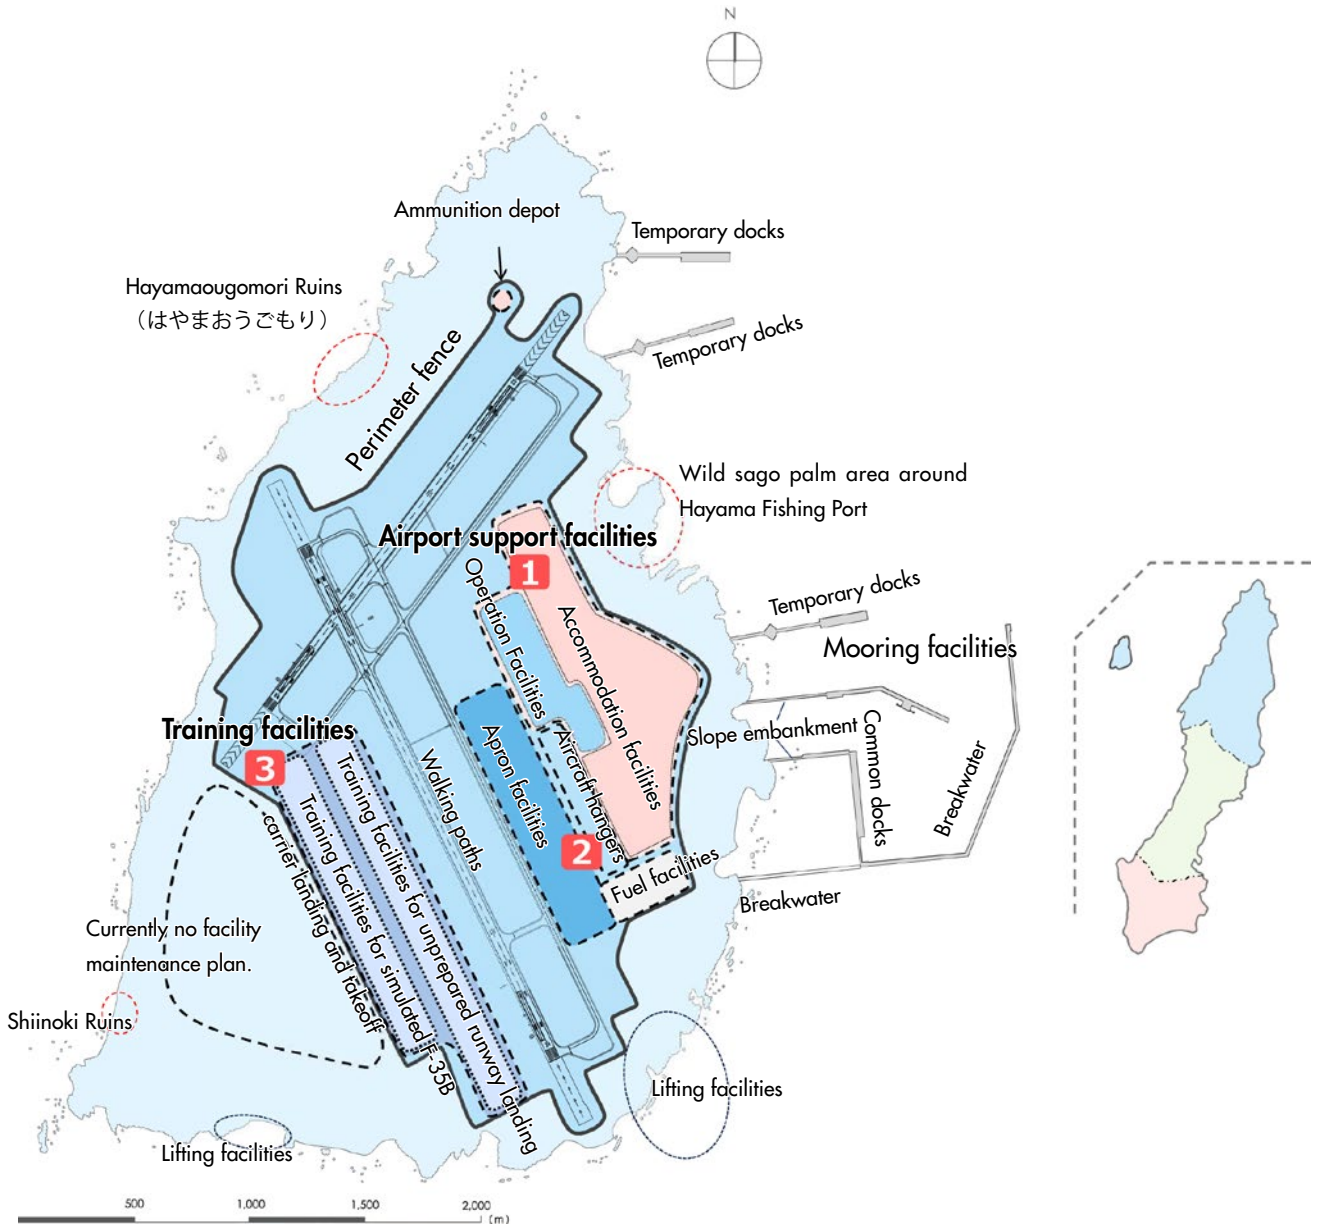 N
Ammunition depot
Temporary docks
Hayamaougomori Ruins
（はやまおうごもり）
Temporary docks
Perimeter fence
Wild sago palm area around
Hayama Fishing Port
Airport support facilities
1
Operation Facilities
Accommodation facilities
Temporary docks
Mooring facilities
Training facilities
3
Slope embankment
Common docks
Breakwater
Walking paths
Apron facilities
Aircraft hangers
2
Fuel facilities
Breakwater
Training facilities for unprepared runway landing
Training facilities for simulated F-35B
carrier landing and takeoff
Currently no facility
maintenance plan.
Shiinoki Ruins
Lifting facilities
Lifting facilities
500
1,000
1,500
2,000
(m)